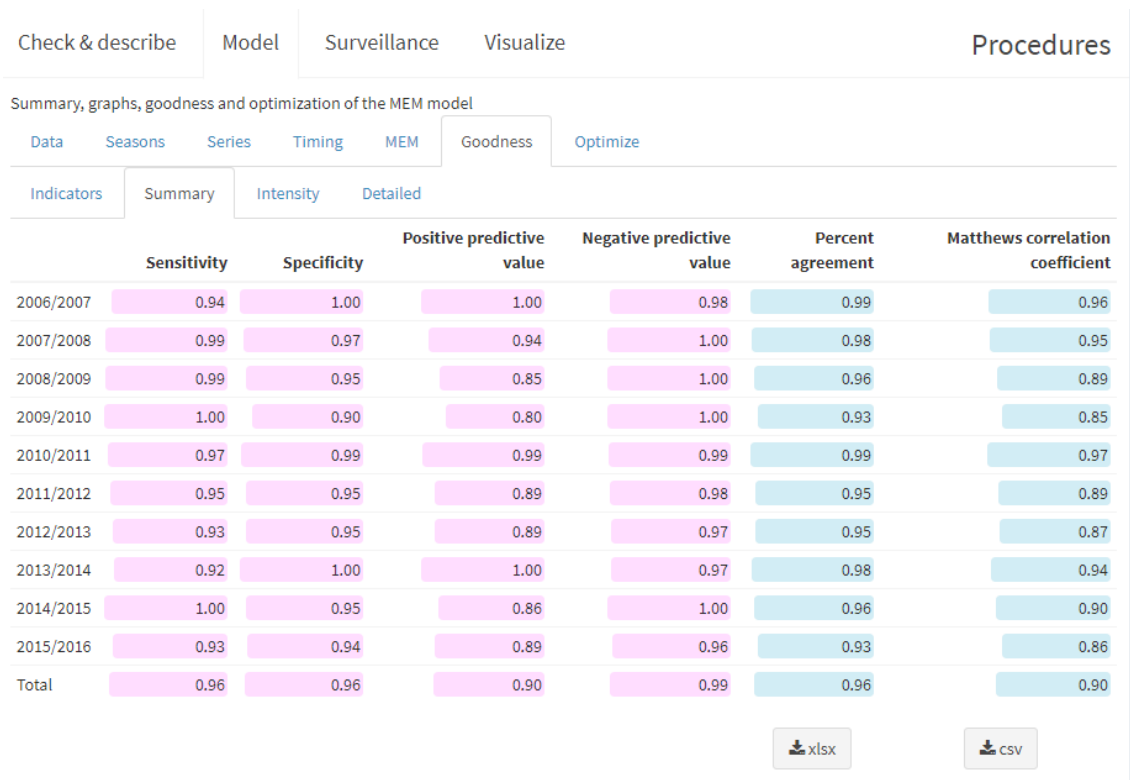 Check & describe Model Surveillance Visualize Procedures
Summary, graphs, goodness and optimization of the MEM model
Data Seasons Series Timing MEM Goodness Optimize
Indicators Summary Intensity Detailed
Positive predictive Negative predictive Percent Matthews correlation
Sensitivity Specificity value value agreement coefficient
2006/2007 0.94 1.00 1.00 0.98 0.99 0.96
2007/2008 0.99 0.97 0.94 1.00 0.98 0.95
2008/2009 0.99 0.95 0.85 1.00 0.96 0.89
2009/2010 1.00 0.90 0.80 1.00 0.93 0.85
2010/2011 0.97 0.99 0.99 0.99 0.99 0.97
2011/2012 0.95 0.95 0.89 0.98 0.95 0.89
2012/2013 0.93 0.95 0.89 0.97 0.95 0.87
2013/2014 0.92 1.00 1.00 0.97 0.98 0.94
2014/2015 1.00 0.95 0.86 1.00 0.96 0.90
2015/2016 0.93 0.94 0.89 0.96 0.93 0.86
Total 0.96 0.96 0.90 0.99 0.96 0.90
xlsx csv